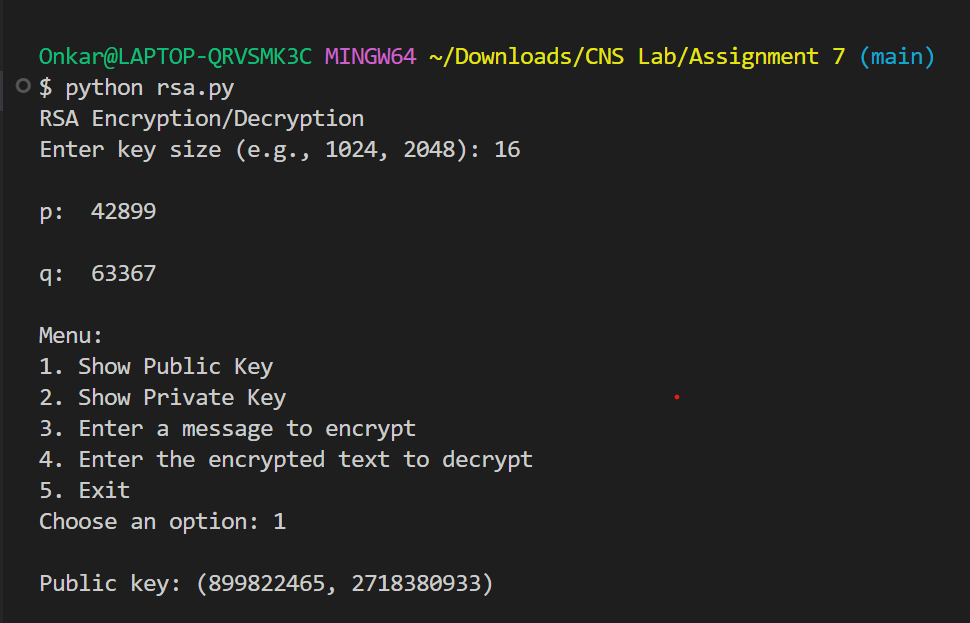 Onkar@LAPTOP-QRVSMK3C MINGW64 ~/Downloads/CNS Lab/Assignment 7 (main)
$ python rsa.py
RSA Encryption/Decryption
Enter key size (e.g., 1024, 2048): 16
p:  42899
q:  63367
Menu:
1. Show Public Key
2. Show Private Key
3. Enter a message to encrypt
4. Enter the encrypted text to decrypt
5. Exit
Choose an option: 1
Public key: (899822465, 2718380933)